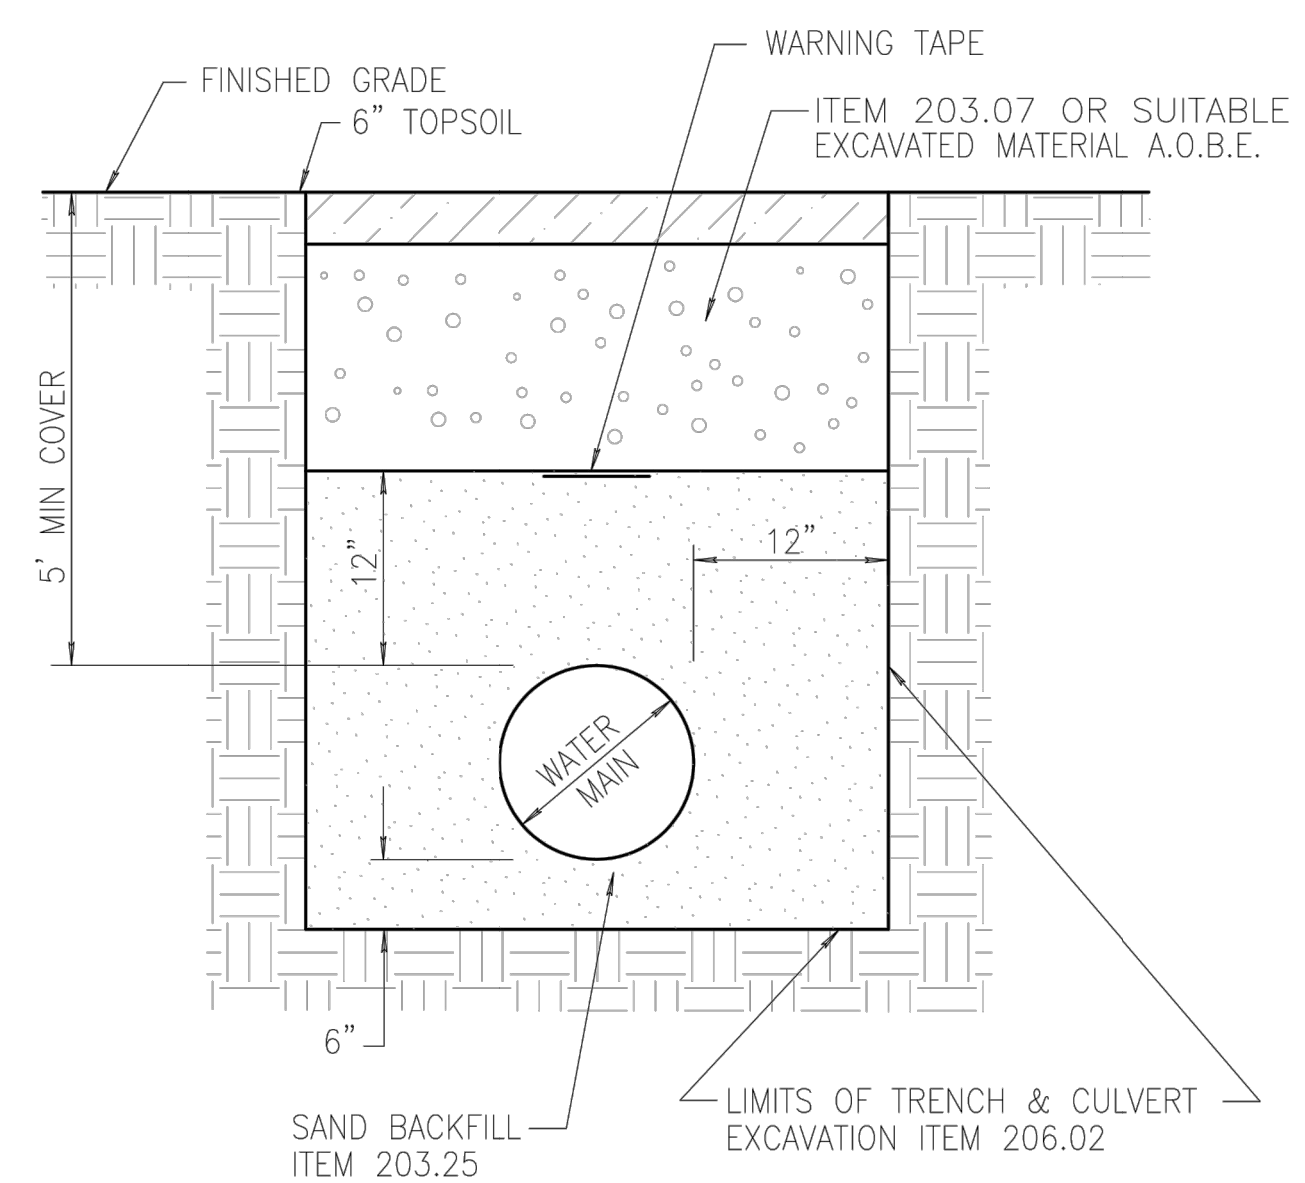 WARNING TAPE
FINISHED GRADE
6” TOPSOIL
ITEM 203.07 OR SUITABLE
EXCAVATED MATERIAL A.O.B.E.
5’ MIN COVER
12”
12”
WATER
MAIN
6”
SAND BACKFILL
ITEM 203.25
LIMITS OF TRENCH & CULVERT
EXCAVATION ITEM 206.02